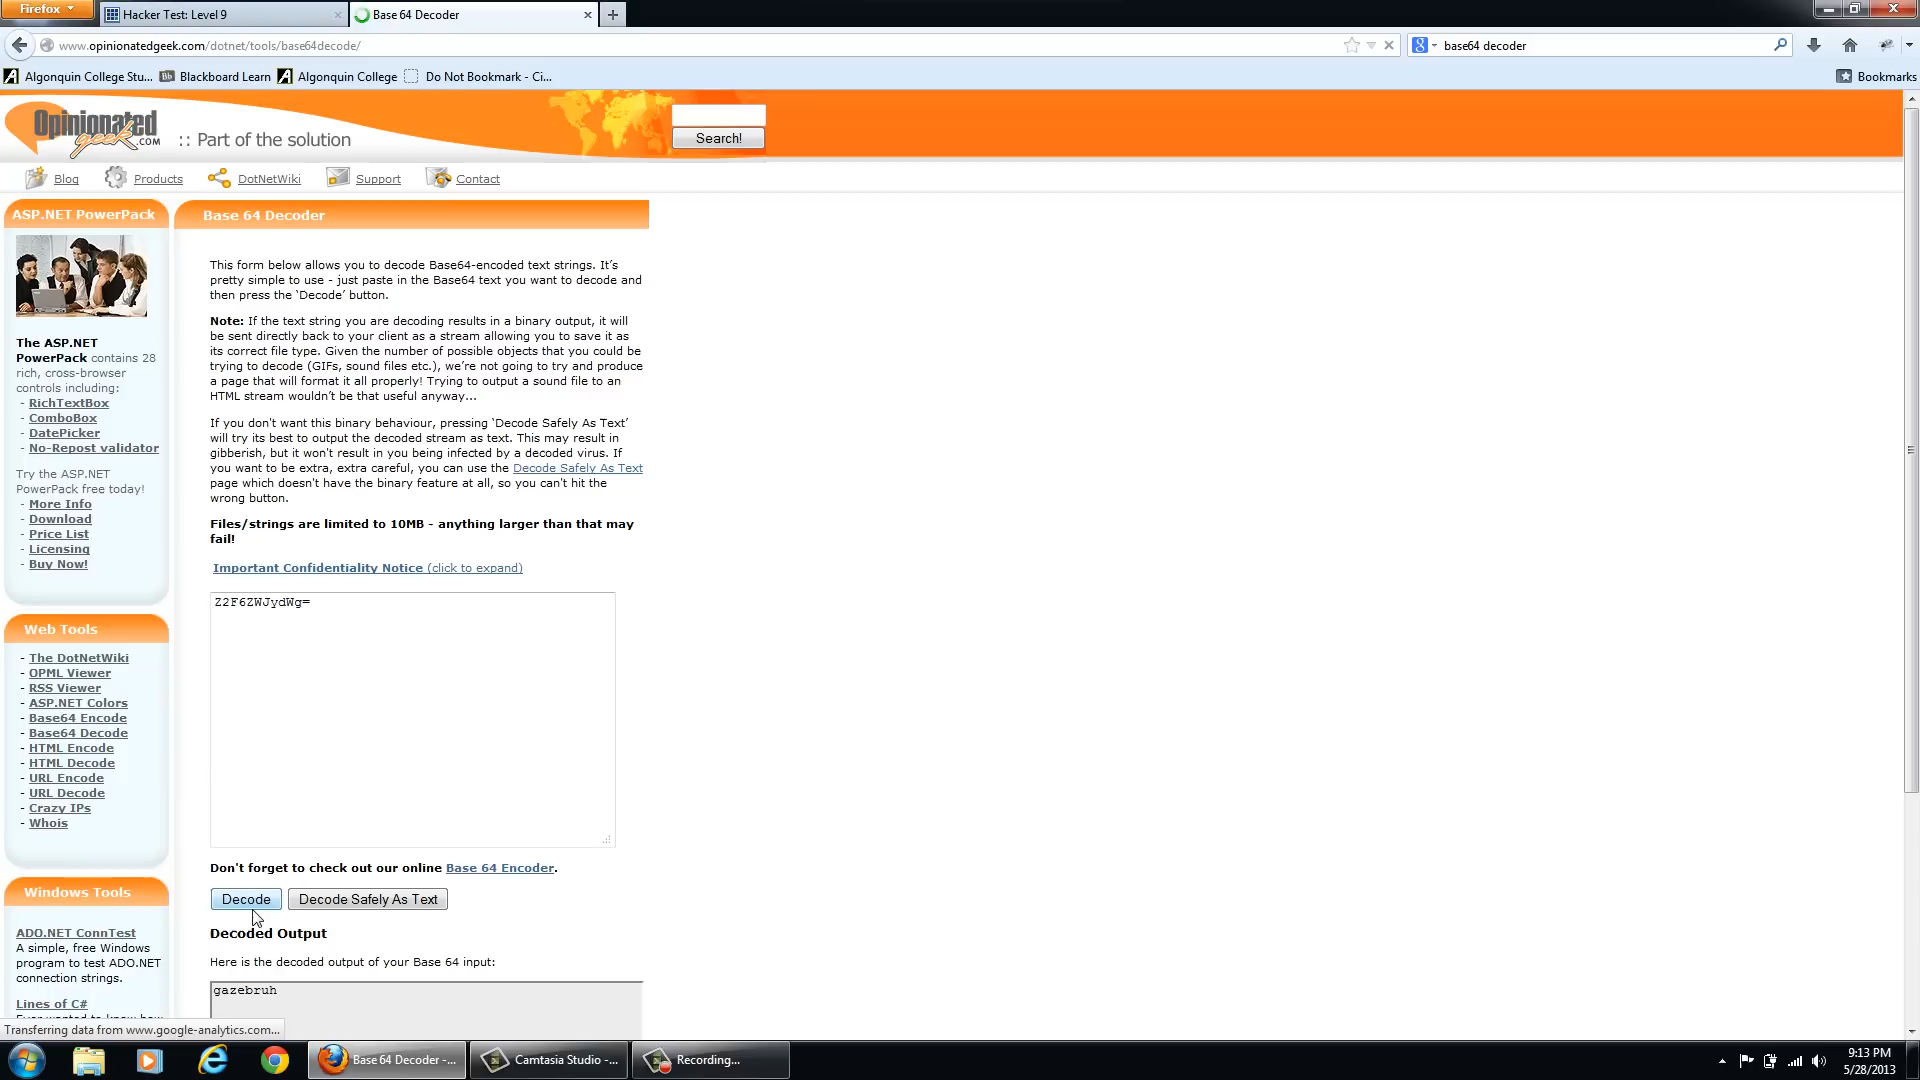 Firefox
Hacker Test: Level 9
Base 64 Decoder
www.opinionatedgeek.com/dotnet/tools/base64decode/
base64 decoder
Algonquin College Stu...
Bb Blackboard Learn
Algonquin College
Do Not Bookmark - Ci...
Bookmarks
Opinionated geek .COM
:: Part of the solution
Search!
Blog
Products
DotNetWiki
Support
Contact
ASP.NET PowerPack
The ASP.NET
PowerPack contains 28
rich, cross-browser
controls including:
- RichTextBox
- ComboBox
- DatePicker
- No-Repost validator
Try the ASP.NET
PowerPack free today!
- More Info
- Download
- Price List
- Licensing
- Buy Now!
Web Tools
- The DotNetWiki
- OPML Viewer
- RSS Viewer
- ASP.NET Colors
- Base64 Encode
- Base64 Decode
- HTML Encode
- HTML Decode
- URL Encode
- URL Decode
- Crazy IPs
- Whois
Windows Tools
ADO.NET ConnTest
A simple, free Windows
program to test ADO.NET
connection strings.
Lines of C#
Base 64 Decoder
This form below allows you to decode Base64-encoded text strings. It’s
pretty simple to use - just paste in the Base64 text you want to decode and
then press the ‘Decode’ button.
Note: If the text string you are decoding results in a binary output, it will
be sent directly back to your client as a stream allowing you to save it as
its correct file type. Given the number of possible objects that you could be
trying to decode (GIFs, sound files etc.), we’re not going to try and produce
a page that will format it all properly! Trying to output a sound file to an
HTML stream wouldn’t be that useful anyway...
If you don't want this binary behaviour, pressing ‘Decode Safely As Text’
will try its best to output the decoded stream as text. This may result in
gibberish, but it won't result in you being infected by a decoded virus. If
you want to be extra, extra careful, you can use the Decode Safely As Text
page which doesn't have the binary feature at all, so you can't hit the
wrong button.
Files/strings are limited to 10MB - anything larger than that may
fail!
Important Confidentiality Notice (click to expand)
Z2F6ZWJydWg=
Don't forget to check out our online Base 64 Encoder.
Decode
Decode Safely As Text
Decoded Output
Here is the decoded output of your Base 64 input:
gazebruh
Transferring data from www.google-analytics.com...
Base 64 Decoder -...
Camtasia Studio -...
Recording...
9:13 PM
5/28/2013